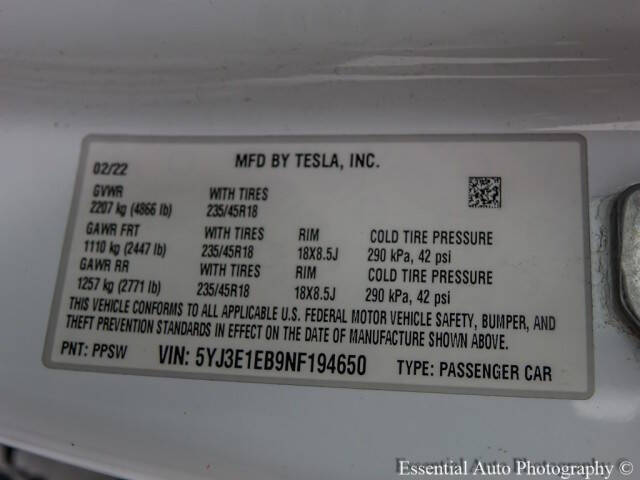 02/22 MFD BY TESLA, INC.
GVWR WITH TIRES
2207 kg (4866 lb) 235/45R18
GAWR FRT WITH TIRES RIM COLD TIRE PRESSURE
1110 kg (2447 lb) 235/45R18 18X8.5J 290 kPa, 42 psi
GAWR RR WITH TIRES RIM COLD TIRE PRESSURE
1257 kg (2771 lb) 235/45R18 18X8.5J 290 kPa, 42 psi
THIS VEHICLE CONFORMS TO ALL APPLICABLE U.S. FEDERAL MOTOR VEHICLE SAFETY, BUMPER, AND
THEFT PREVENTION STANDARDS IN EFFECT ON THE DATE OF MANUFACTURE SHOWN ABOVE.
PNT: PPSW VIN: 5YJ3E1EB9NF194650 TYPE: PASSENGER CAR
Essential Auto Photography ©